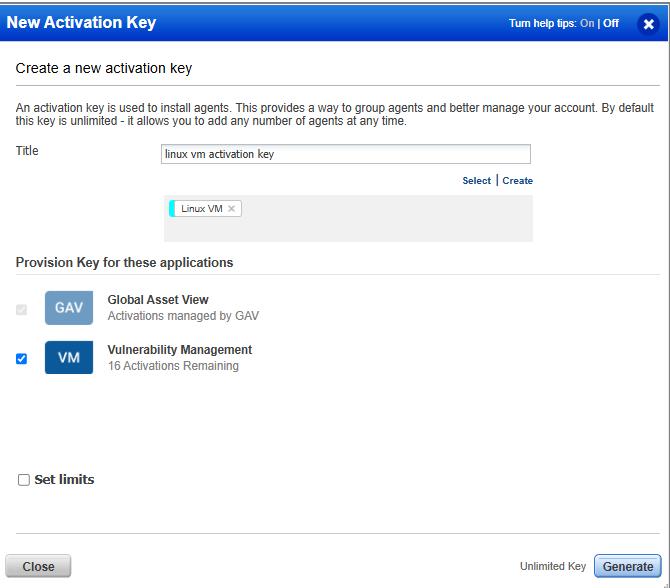 New Activation Key
Turn help tips: On | Off
Create a new activation key
An activation key is used to install agents. This provides a way to group agents and better manage your account. By default
this key is unlimited - it allows you to add any number of agents at any time.
Title
linux vm activation key
Select | Create
Linux VM ×
Provision Key for these applications
GAV
Global Asset View
Activations managed by GAV
VM
Vulnerability Management
16 Activations Remaining
Set limits
Close
Unlimited Key
Generate